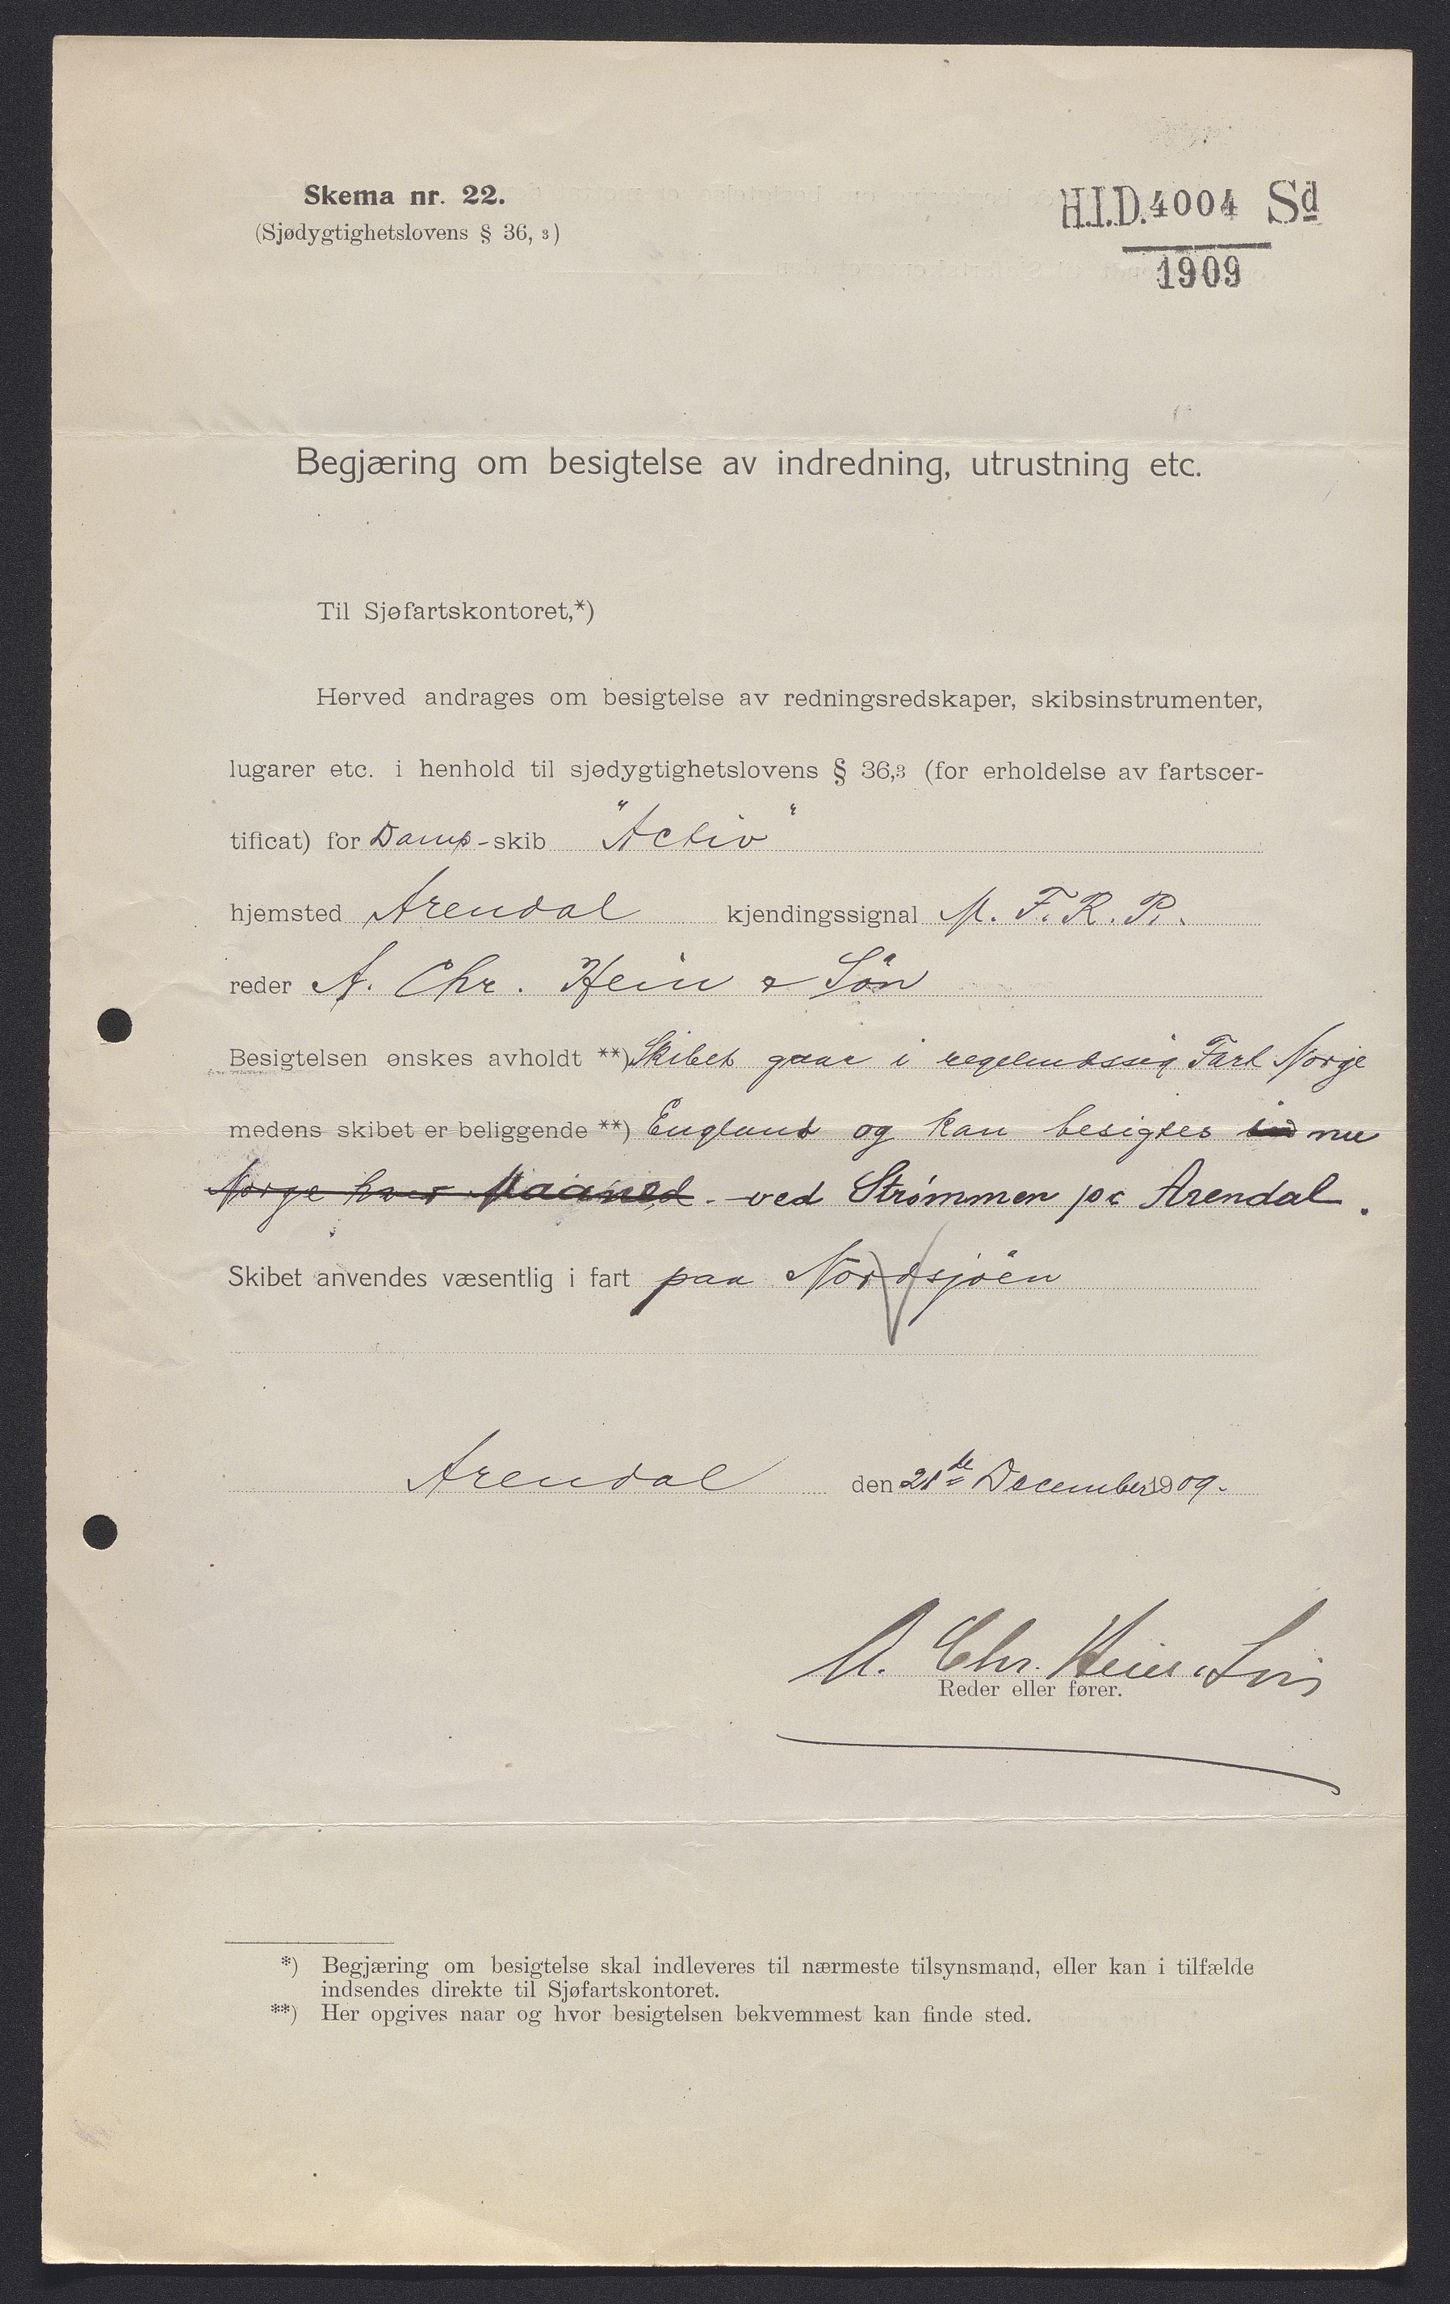 Skema nr. 22.
(Sjødygtighetslovens § 36, 3)
H.I.D. 4004 Sd
1909
Begjæring om besigtelse av indredning, utrustning etc.
Til Sjøfartskontoret,*)
Herved andrages om besigtelse av redningsredskaper, skibsinstrumenter,
lugarer etc. i henhold til sjødygtighetslovens § 36,3 (for erholdelse av fartscer-
tificat) for Damp-skib "Activ"
hjemsted Arendal kjendingssignal M. F. R. P.
reder A. Chr. Hein & Søn
Besigtelsen ønskes avholdt **) Skibet gaar i regelmæssig Fart Norge
medens skibet er beliggende **) England og kan besigtes nu
Norge hver Maaned. ved Strømmen pr Arendal.
Skibet anvendes væsentlig i fart paa Nordsjöen
Arendal den 21de December 1909.
A. Chr. Hein & Søn
Reder eller fører.
*) Begjæring om besigtelse skal indleveres til nærmeste tilsynsmand, eller kan i tilfælde
indsendes direkte til Sjøfartskontoret.
**) Her opgives naar og hvor besigtelsen bekvemmest kan finde sted.